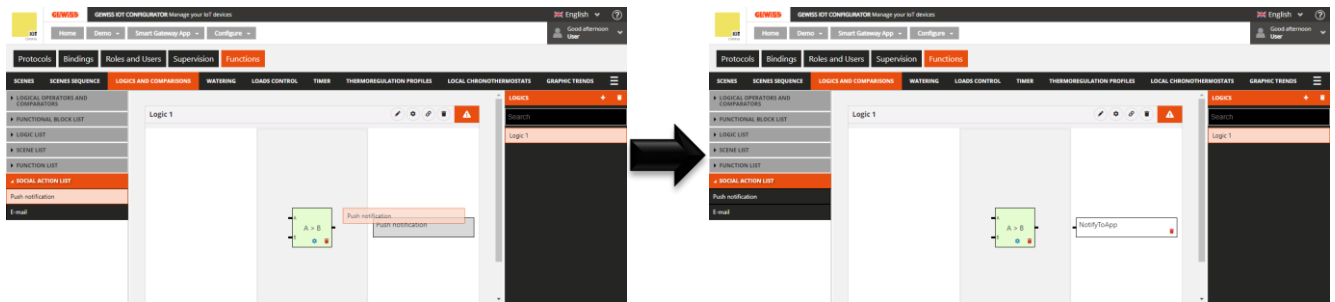 GEWISS GEWISS IOT CONFIGURATOR Manage your IoT devices English ?
IOT Home Demo Smart Gateway App Configure Good afternoon
User
Protocols Bindings Roles and Users Supervision Functions
SCENES SCENES SEQUENCE LOGICS AND COMPARISONS WATERING LOADS CONTROL TIMER THERMOREGULATION PROFILES LOCAL CHRONOTHERMOSTATS GRAPHIC TRENDS
LOGICAL OPERATORS AND
COMPARATORS
FUNCTIONAL BLOCK LIST
LOGIC LIST
SCENE LIST
FUNCTION LIST
SOCIAL ACTION LIST
Push notification
E-mail
Logic 1
A
A > B
B
Push notification
Push notification
LOGICS +
Search
Logic 1
GEWISS GEWISS IOT CONFIGURATOR Manage your IoT devices English ?
IOT Home Demo Smart Gateway App Configure Good afternoon
User
Protocols Bindings Roles and Users Supervision Functions
SCENES SCENES SEQUENCE LOGICS AND COMPARISONS WATERING LOADS CONTROL TIMER THERMOREGULATION PROFILES LOCAL CHRONOTHERMOSTATS GRAPHIC TRENDS
LOGICAL OPERATORS AND
COMPARATORS
FUNCTIONAL BLOCK LIST
LOGIC LIST
SCENE LIST
FUNCTION LIST
SOCIAL ACTION LIST
Push notification
E-mail
Logic 1
A
A > B
B
NotifyToApp
LOGICS +
Search
Logic 1